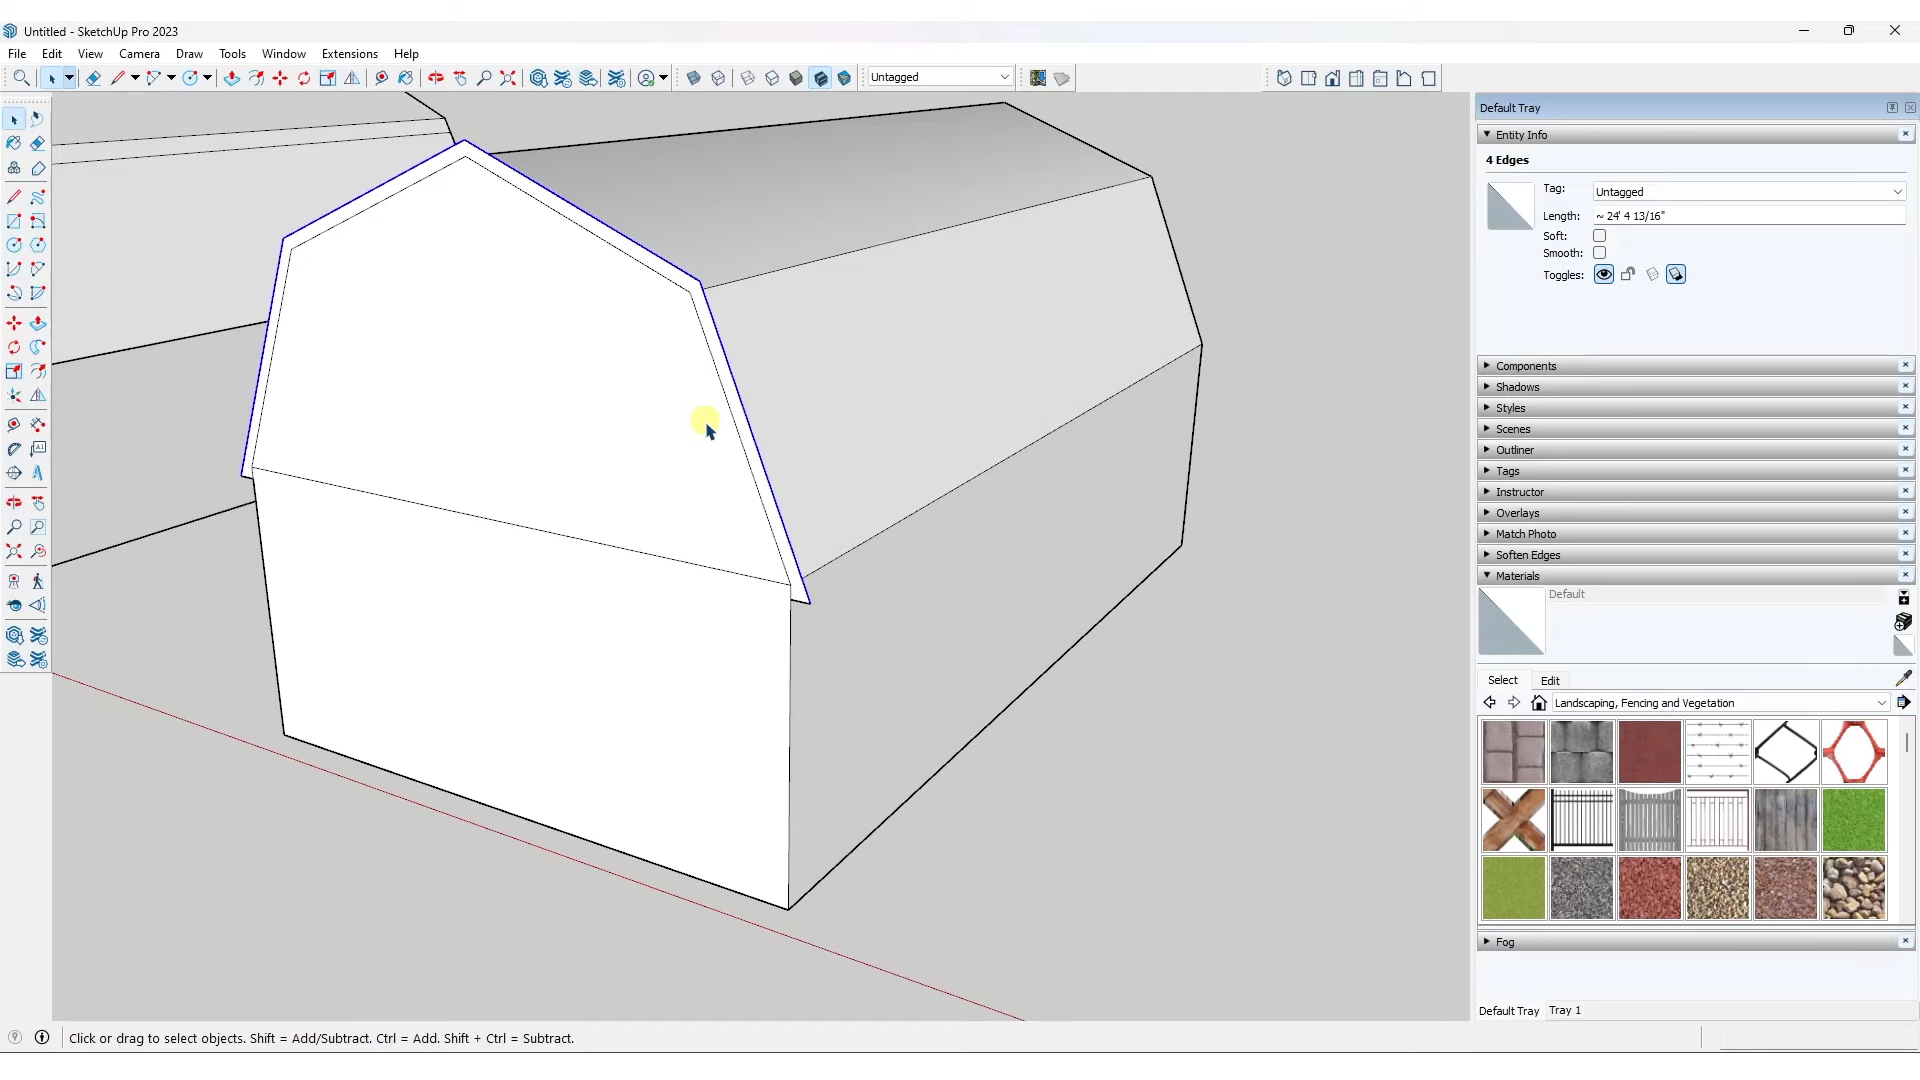 Untitled - SketchUp Pro 2023
File Edit View Camera Draw Tools Window Extensions Help
Untagged
Default Tray
Entity Info
4 Edges
Tag: Untagged
Length: ~ 24' 4 13/16"
Soft:
Smooth:
Toggles:
Components
Shadows
Styles
Scenes
Outliner
Tags
Instructor
Overlays
Match Photo
Soften Edges
Materials
Default
Select Edit
Landscaping, Fencing and Vegetation
Fog
Default Tray Tray 1
Click or drag to select objects. Shift = Add/Subtract. Ctrl = Add. Shift + Ctrl = Subtract.